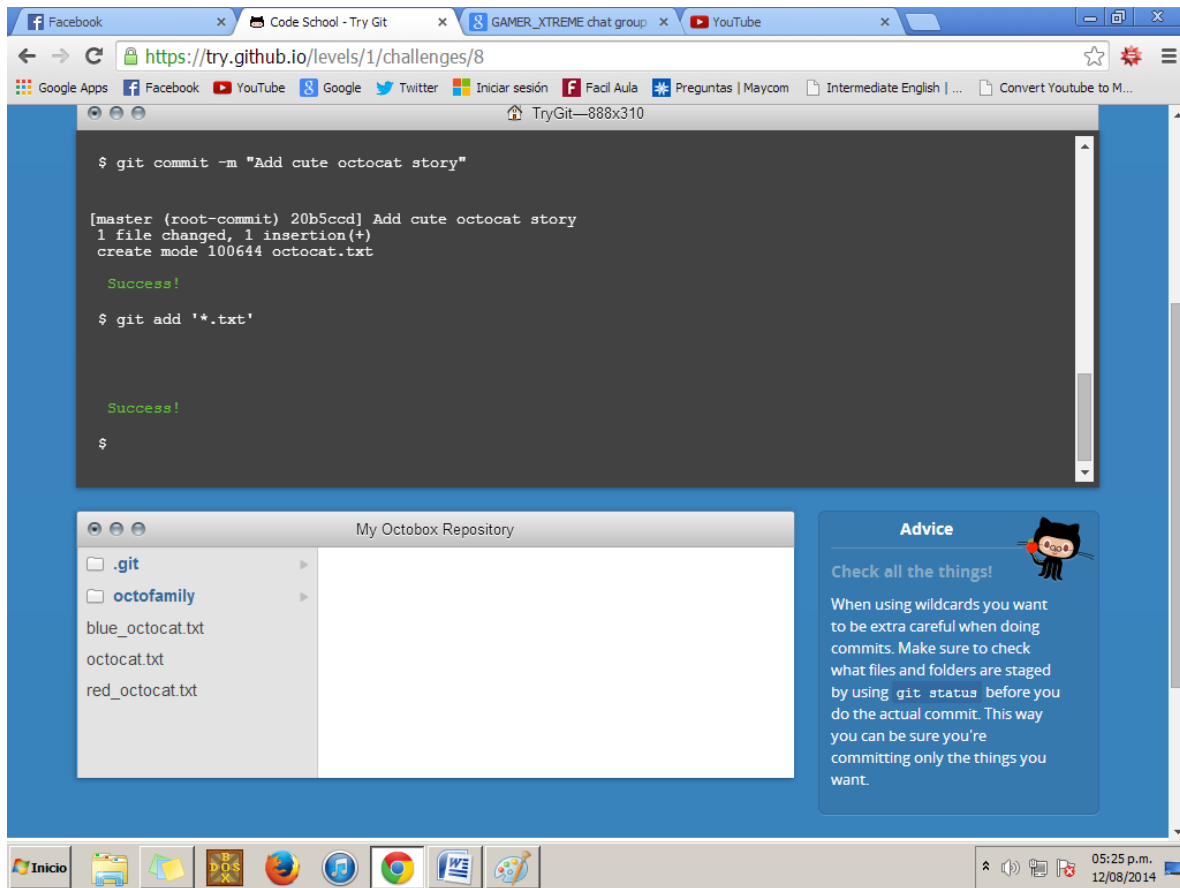 Facebook
Code School - Try Git
GAMER_XTREME chat group
YouTube
https://try.github.io/levels/1/challenges/8
Google Apps Facebook YouTube Google Twitter Iniciar sesión Facil Aula Preguntas | Maycom Intermediate English | ... Convert Youtube to M...
TryGit—888x310
$ git commit -m "Add cute octocat story"
[master (root-commit) 20b5ccd] Add cute octocat story
1 file changed, 1 insertion(+)
create mode 100644 octocat.txt
Success!
$ git add '*.txt'
Success!
$
My Octobox Repository
.git
octofamily
blue_octocat.txt
octocat.txt
red_octocat.txt
Advice
Check all the things!
When using wildcards you want
to be extra careful when doing
commits. Make sure to check
what files and folders are staged
by using git status before you
do the actual commit. This way
you can be sure you're
committing only the things you
want.
Inicio
05:25 p.m.
12/08/2014